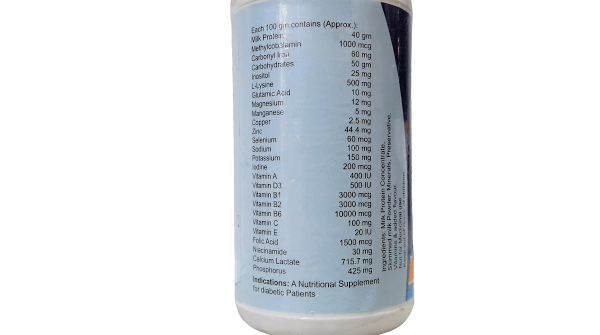 Each 100 gm contains (Approx.):
Milk Protein 40 gm
Methylcobalamin 1000 mcg
Carbonyl Iron 60 mg
Carbohydrates 50 gm
Inositol 25 mg
L-Lysine 500 mg
Glutamic Acid 10 mg
Magnesium 12 mg
Manganese 5 mg
Copper 2.5 mg
Zinc 44.4 mg
Selenium 60 mcg
Sodium 100 mg
Potassium 150 mg
Iodine 200 mcg
Vitamin A 400 IU
Vitamin D3 500 IU
Vitamin B1 3000 mcg
Vitamin B2 3000 mcg
Vitamin B6 10000 mcg
Vitamin C 100 mg
Vitamin E 20 IU
Folic Acid 1500 mcg
Niacinamide 30 mg
Calcium Lactate 715.7 mg
Phosphorus 425 mg
Indications: A Nutritional Supplement
for diabetic Patients
Ingredients: Milk Protein Concentrate,
Skimmed milk Powder, Minerals, Preservative,
Vitamins & added flavour.
Not for Medicinal use